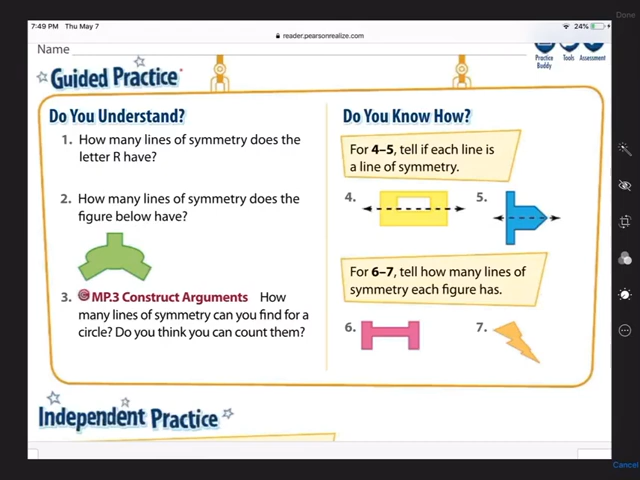 Done
7:49 PM Thu May 7
24%
reader.pearsonrealize.com
Name
Practice Buddy
Tools
Assessment
Guided Practice
Do You Understand?
1. How many lines of symmetry does the
letter R have?
2. How many lines of symmetry does the
figure below have?
3. MP.3 Construct Arguments How
many lines of symmetry can you find for a
circle? Do you think you can count them?
Do You Know How?
For 4–5, tell if each line is
a line of symmetry.
4.
5.
For 6–7, tell how many lines of
symmetry each figure has.
6.
7.
Independent Practice
Cancel